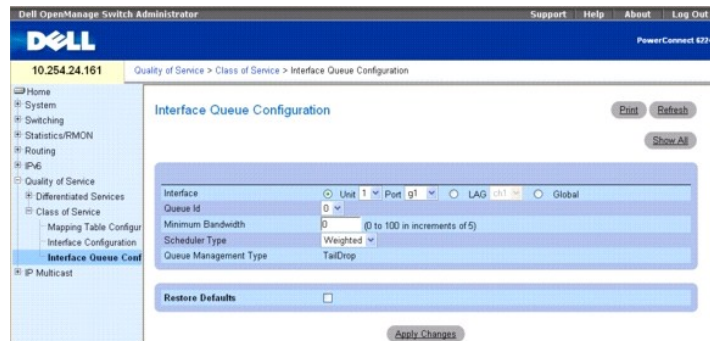 Dell OpenManage Switch Administrator
Support Help About Log Out
DELL
PowerConnect 622
10.254.24.161
Quality of Service > Class of Service > Interface Queue Configuration
Home
System
Switching
Statistics/RMON
Routing
IPv6
Quality of Service
Differentiated Services
Class of Service
Mapping Table Configur
Interface Configuration
Interface Queue Conf
IP Multicast
Interface Queue Configuration
Print Refresh
Show All
Interface Unit 1 Port g1 LAG ch1 Global
Queue Id 0
Minimum Bandwidth 0 (0 to 100 in increments of 5)
Scheduler Type Weighted
Queue Management Type TailDrop
Restore Defaults
Apply Changes